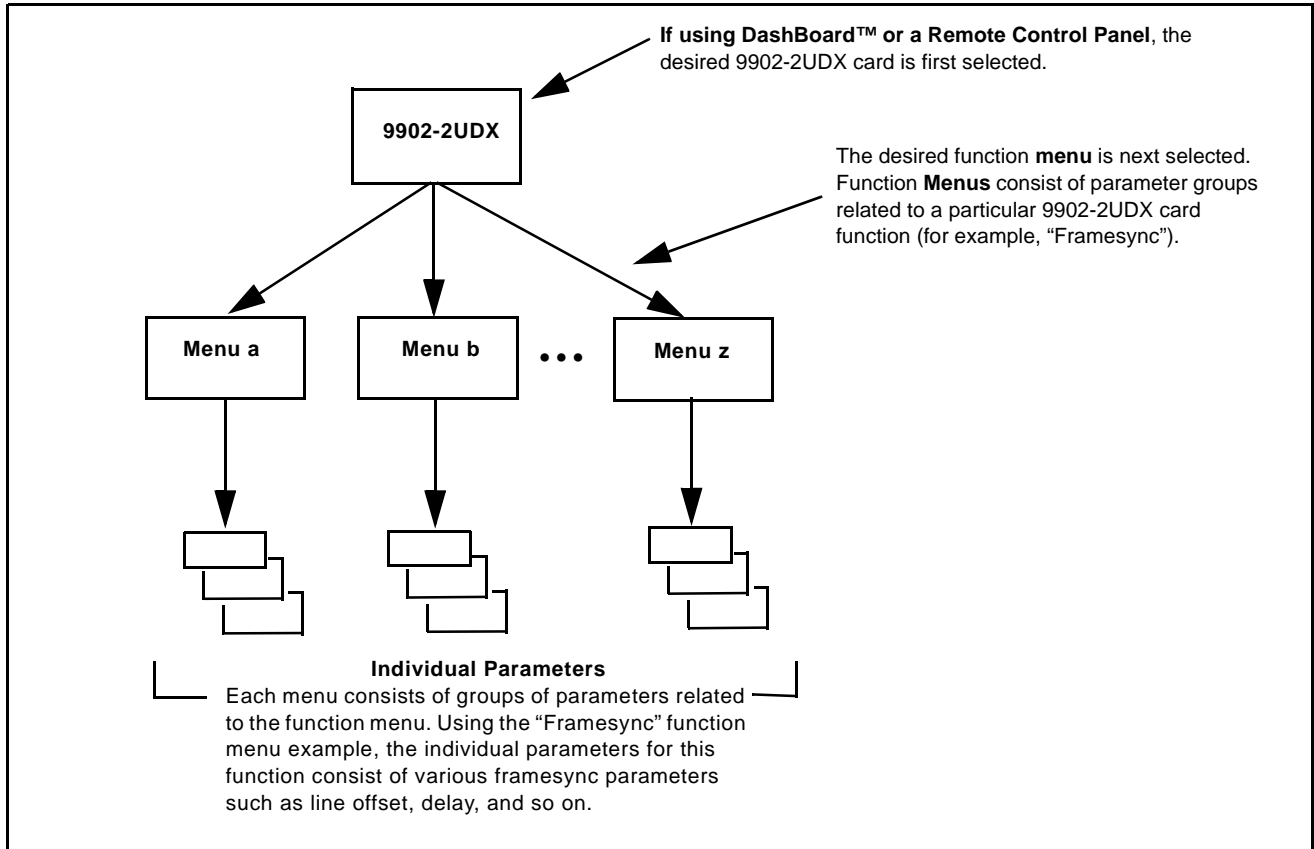 If using DashBoard™ or a Remote Control Panel, the
desired 9902-2UDX card is first selected.
9902-2UDX
The desired function menu is next selected.
Function Menus consist of parameter groups
related to a particular 9902-2UDX card
function (for example, “Framesync”).
Menu a
Menu b
• • •
Menu z
Individual Parameters
Each menu consists of groups of parameters related
to the function menu. Using the “Framesync” function
menu example, the individual parameters for this
function consist of various framesync parameters
such as line offset, delay, and so on.